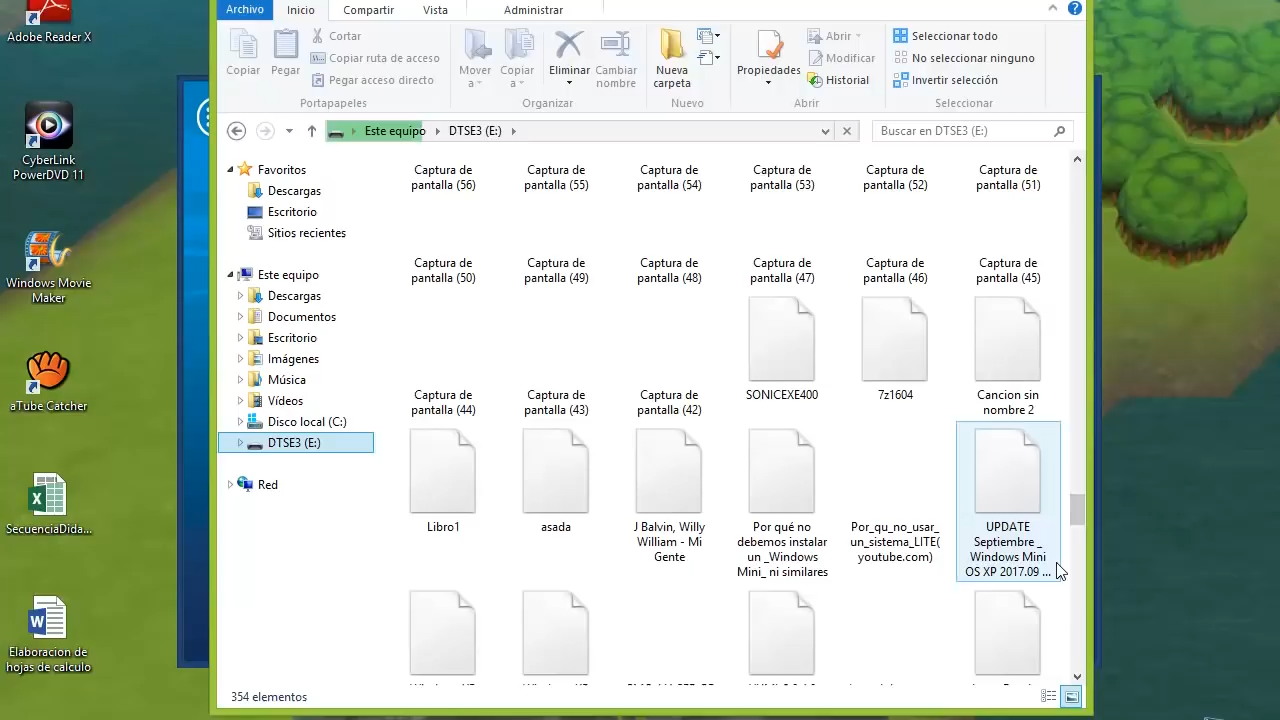 Archivo
Inicio
Compartir
Vista
Administrar
Copiar
Pegar
Cortar
Copiar ruta de acceso
Pegar acceso directo
Portapapeles
Mover
a
Copiar
a
Eliminar
Cambiar
nombre
Organizar
Nueva
carpeta
Nuevo
Propiedades
Abrir
Modificar
Historial
Abrir
Seleccionar todo
No seleccionar ninguno
Invertir selección
Seleccionar
Este equipo
DTSE3 (E:)
Buscar en DTSE3 (E:)
Favoritos
Descargas
Escritorio
Sitios recientes
Este equipo
Descargas
Documentos
Escritorio
Imágenes
Música
Vídeos
Disco local (C:)
DTSE3 (E:)
Red
Captura de
pantalla (56)
Captura de
pantalla (55)
Captura de
pantalla (54)
Captura de
pantalla (53)
Captura de
pantalla (52)
Captura de
pantalla (51)
Captura de
pantalla (50)
Captura de
pantalla (49)
Captura de
pantalla (48)
Captura de
pantalla (47)
Captura de
pantalla (46)
Captura de
pantalla (45)
Captura de
pantalla (44)
Captura de
pantalla (43)
Captura de
pantalla (42)
SONICEXE400
7z1604
Cancion sin
nombre 2
Libro1
asada
J Balvin, Willy
William - Mi
Gente
Por qué no
debemos instalar
un _Windows
Mini_ ni similares
Por_qu_no_usar_
un_sistema_LITE(
youtube.com)
UPDATE
Septiembre _
Windows Mini
OS XP 2017.09 ...
354 elementos
Adobe Reader X
CyberLink
PowerDVD 11
Windows Movie
Maker
aTube Catcher
SecuenciaDida...
Elaboracion de
hojas de calculo